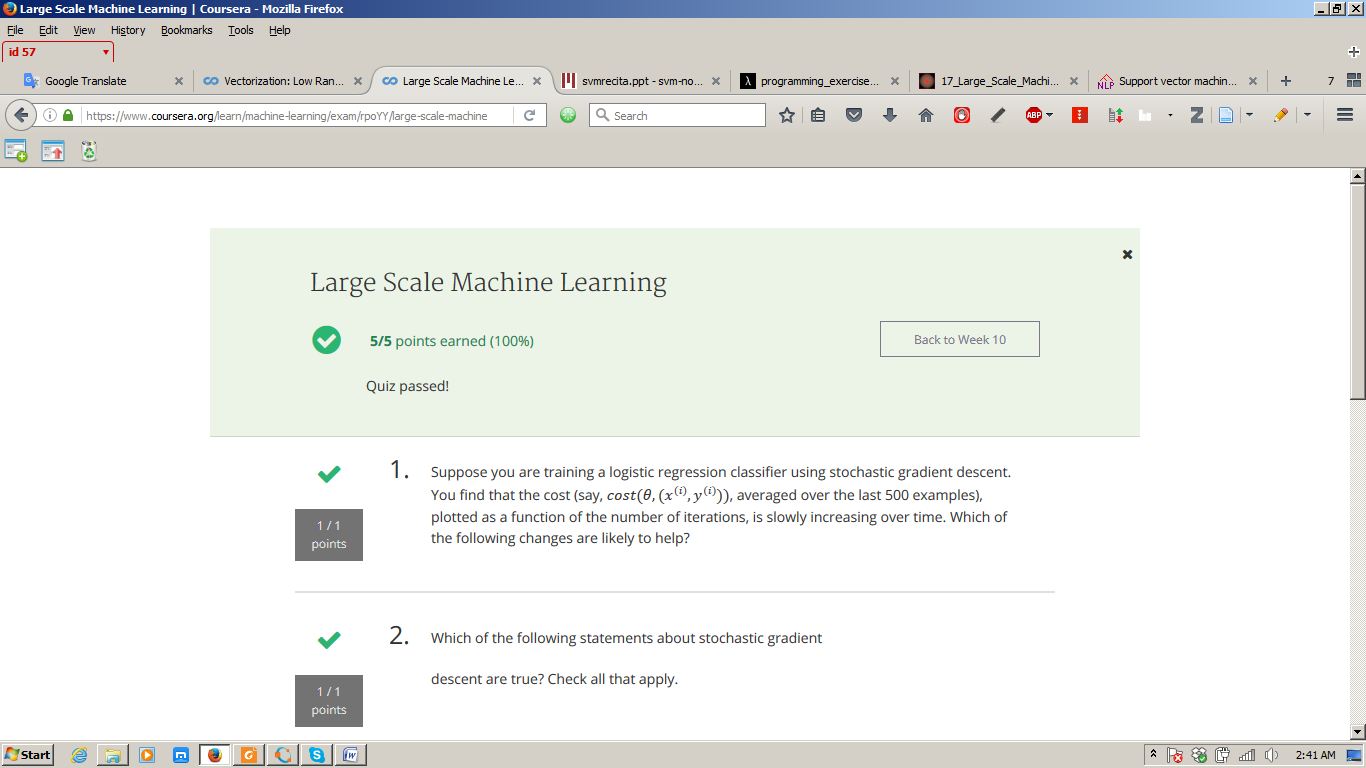 Large Scale Machine Learning | Coursera - Mozilla Firefox
File Edit View History Bookmarks Tools Help
id 57
Google Translate
Vectorization: Low Ran...
Large Scale Machine Le...
svmrecita.ppt - svm-no...
programming_exercise...
17_Large_Scale_Machi...
NLP
Support vector machin...
7
https://www.coursera.org/learn/machine-learning/exam/rpoYY/large-scale-machine
Search
ABP
Large Scale Machine Learning
5/5 points earned (100%)
Back to Week 10
Quiz passed!
1. Suppose you are training a logistic regression classifier using stochastic gradient descent.
You find that the cost (say, cost(θ, (x⁽ⁱ⁾, y⁽ⁱ⁾)), averaged over the last 500 examples),
plotted as a function of the number of iterations, is slowly increasing over time. Which of
the following changes are likely to help?
1 / 1
points
2. Which of the following statements about stochastic gradient
descent are true? Check all that apply.
1 / 1
points
Start
2:41 AM